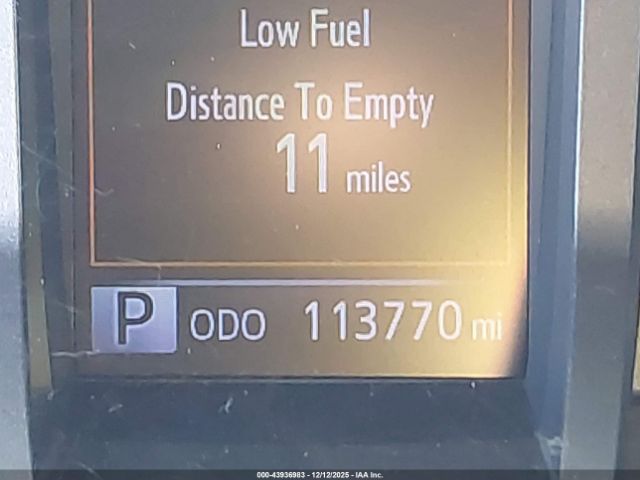 Low Fuel
Distance To Empty
11 miles
P ODO 113770 mi
000-43936983 - 12/12/2025 - IAA Inc.